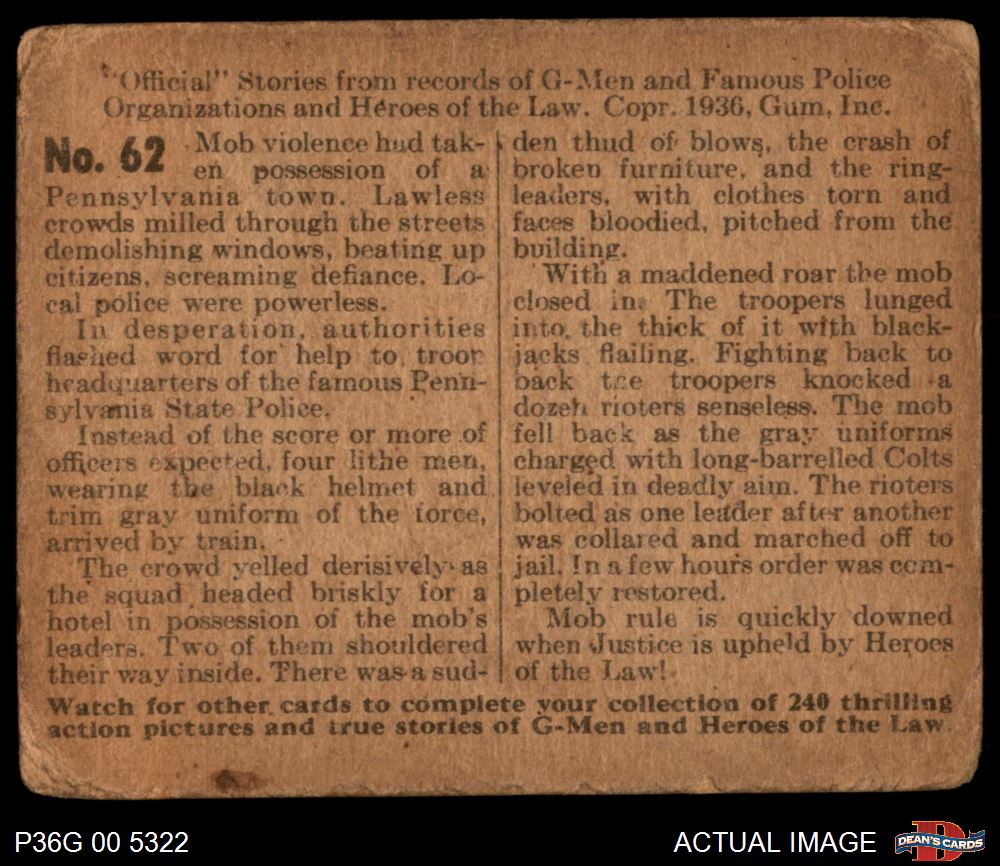 "Official" Stories from records of G-Men and Famous Police
Organizations and Heroes of the Law. Copr. 1936, Gum, Inc.
No. 62 Mob violence had tak-
en possession of a
Pennsylvania town. Lawless
crowds milled through the streets
demolishing windows, beating up
citizens, screaming defiance. Lo-
cal police were powerless.
In desperation, authorities
flashed word for help to troop
headquarters of the famous Penn-
sylvania State Police.
Instead of the score or more of
officers expected, four lithe men,
wearing the black helmet and
trim gray uniform of the force,
arrived by train.
The crowd yelled derisively as
the squad headed briskly for a
hotel in possession of the mob's
leaders. Two of them shouldered
their way inside. There was a sud-
den thud of blows, the crash of
broken furniture, and the ring-
leaders, with clothes torn and
faces bloodied, pitched from the
building.
With a maddened roar the mob
closed in. The troopers lunged
into the thick of it with black-
jacks flailing. Fighting back to
back the troopers knocked a
dozen rioters senseless. The mob
fell back as the gray uniforms
charged with long-barrelled Colts
leveled in deadly aim. The rioters
bolted as one leader after another
was collared and marched off to
jail. In a few hours order was com-
pletely restored.
Mob rule is quickly downed
when Justice is upheld by Heroes
of the Law!
Watch for other cards to complete your collection of 240 thrilling
action pictures and true stories of G-Men and Heroes of the Law.
P36G 00 5322
ACTUAL IMAGE
DEAN'S CARDS